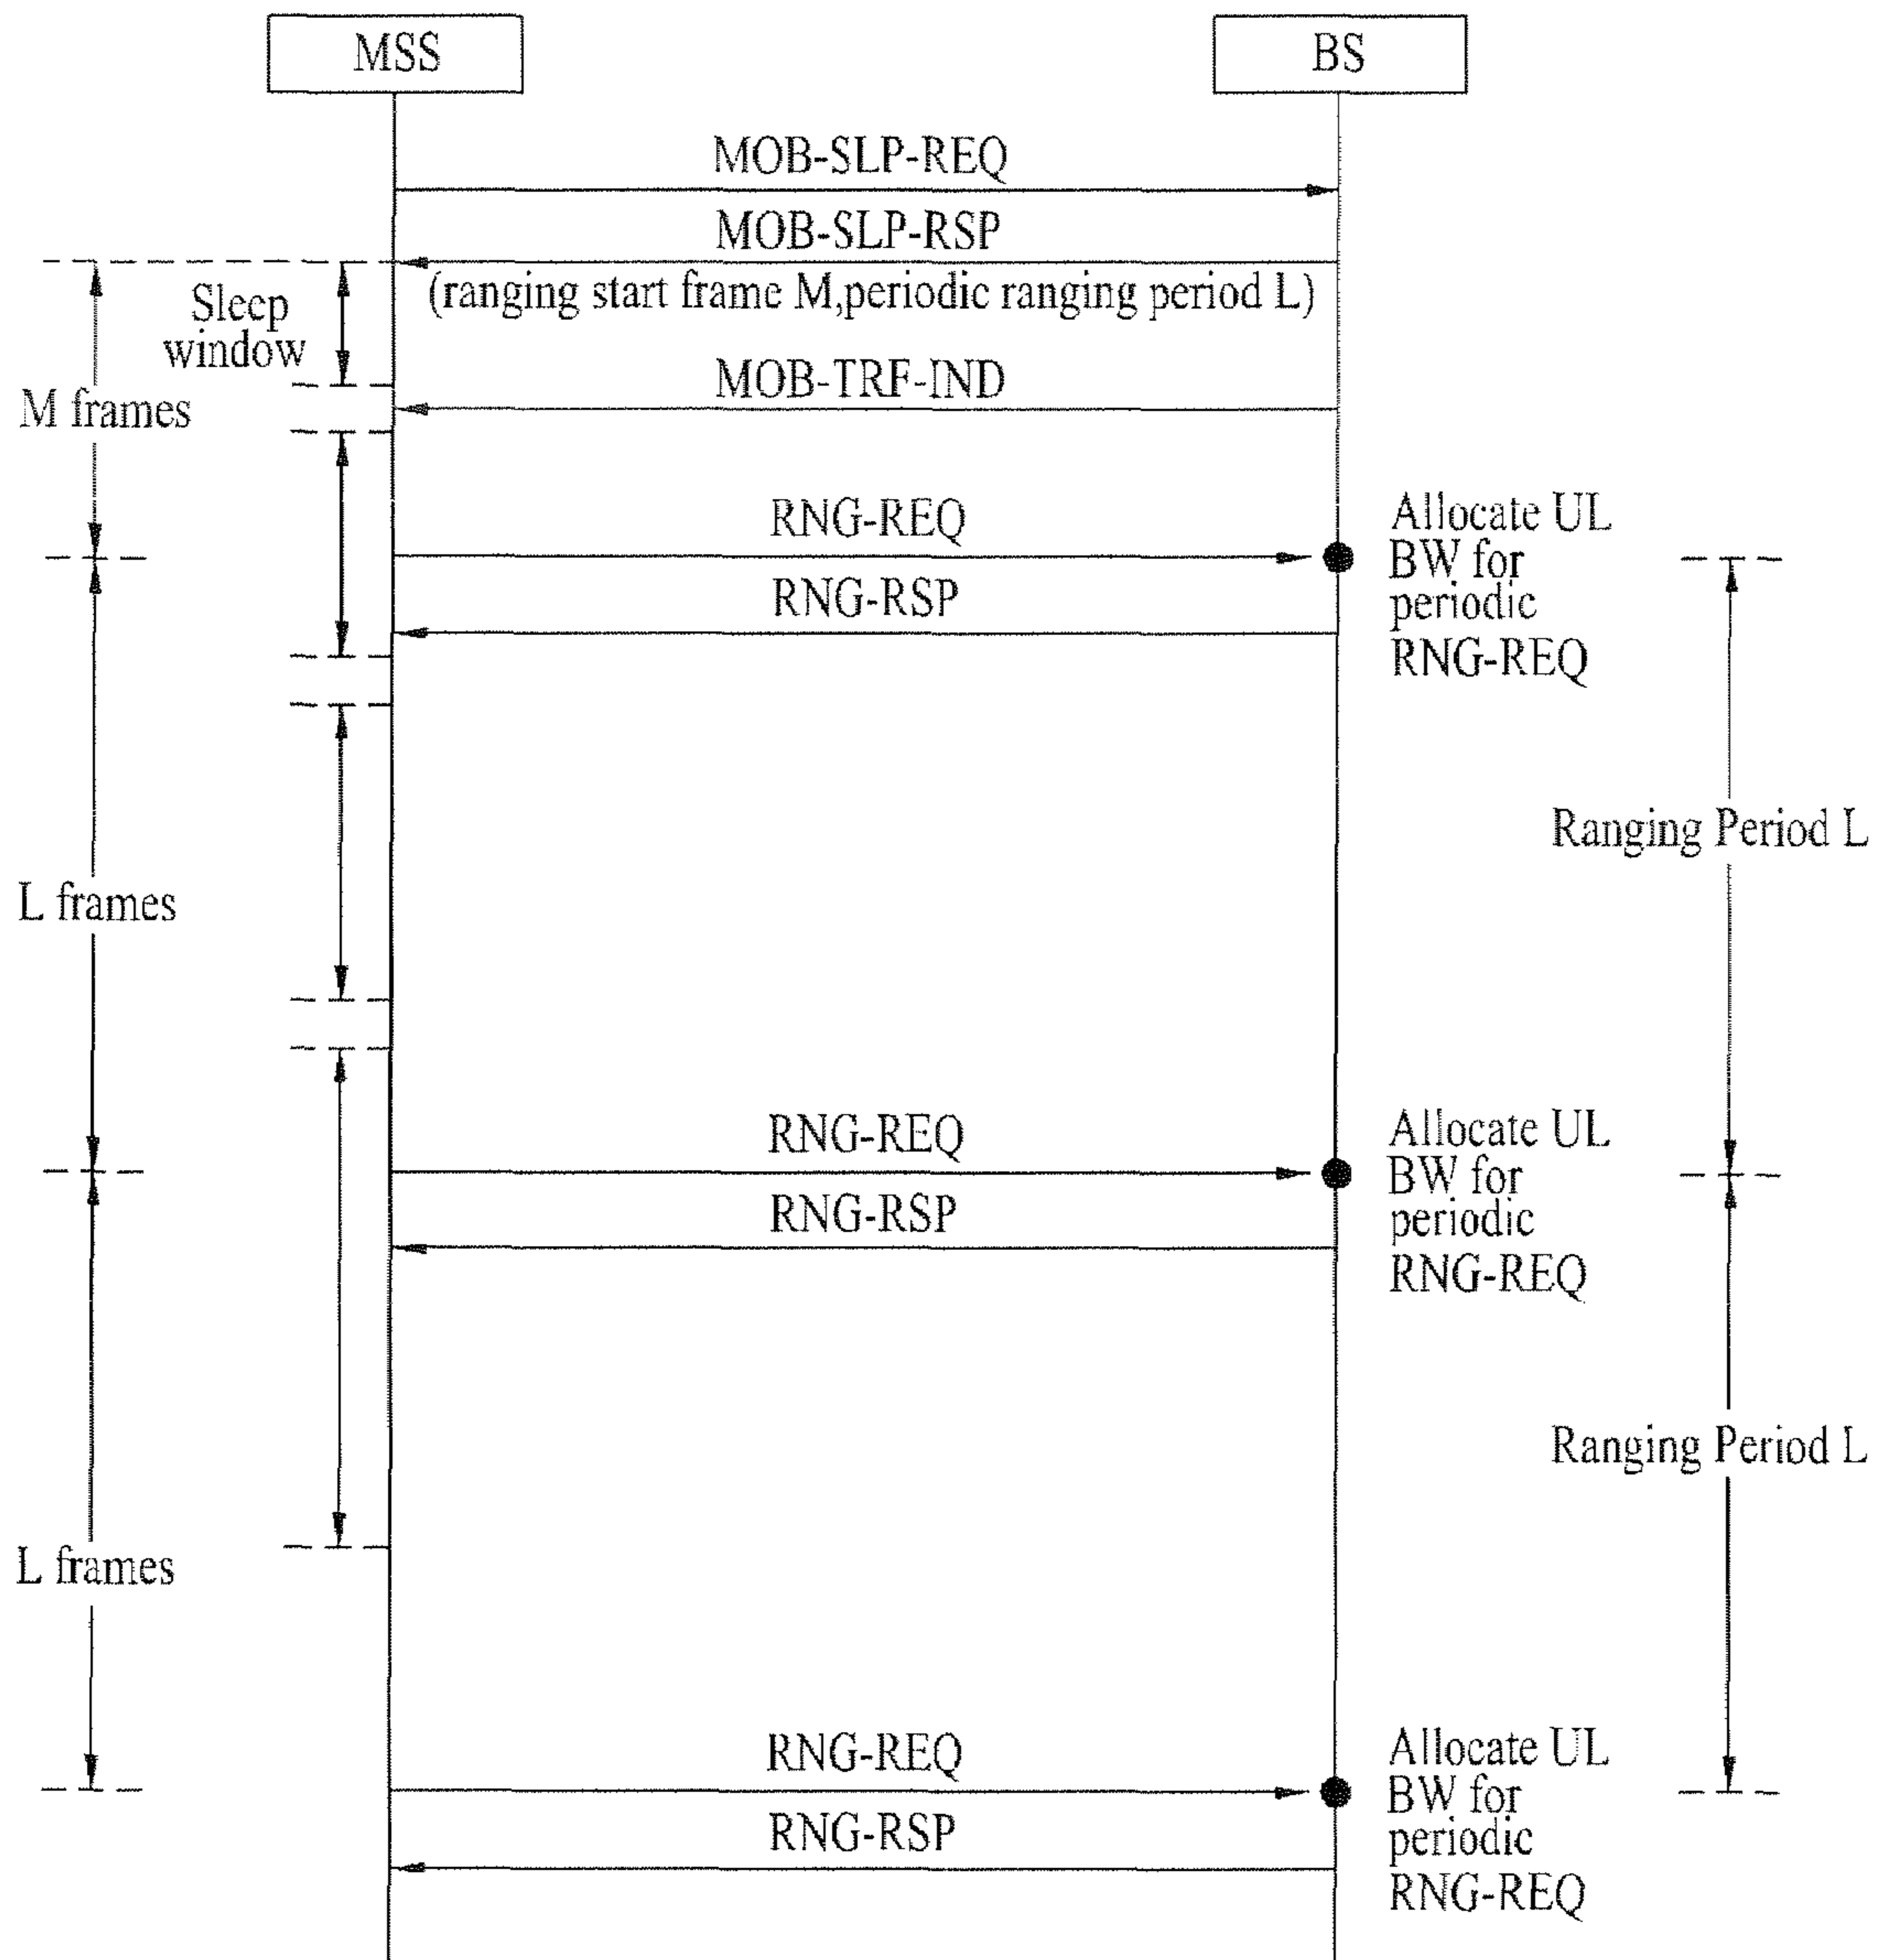 MSS
BS
MOB-SLP-REQ
MOB-SLP-RSP
(ranging start frame M,periodic ranging period L)
Sleep
window
MOB-TRF-IND
M frames
RNG-REQ
Allocate UL
BW for
periodic
RNG-REQ
RNG-RSP
Ranging Period L
L frames
RNG-REQ
Allocate UL
BW for
periodic
RNG-REQ
RNG-RSP
Ranging Period L
L frames
RNG-REQ
Allocate UL
BW for
periodic
RNG-REQ
RNG-RSP